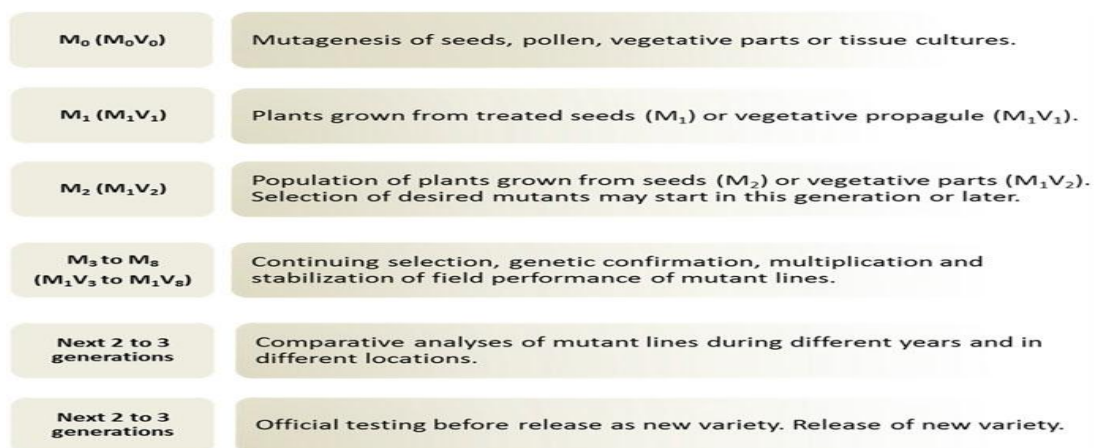 M₀ (M₀V₀)
Mutagenesis of seeds, pollen, vegetative parts or tissue cultures.
M₁ (M₁V₁)
Plants grown from treated seeds (M₁) or vegetative propagule (M₁V₁).
M₂ (M₁V₂)
Population of plants grown from seeds (M₂) or vegetative parts (M₁V₂).
Selection of desired mutants may start in this generation or later.
M₃ to M₈
(M₁V₃ to M₁V₈)
Continuing selection, genetic confirmation, multiplication and
stabilization of field performance of mutant lines.
Next 2 to 3
generations
Comparative analyses of mutant lines during different years and in
different locations.
Next 2 to 3
generations
Official testing before release as new variety. Release of new variety.